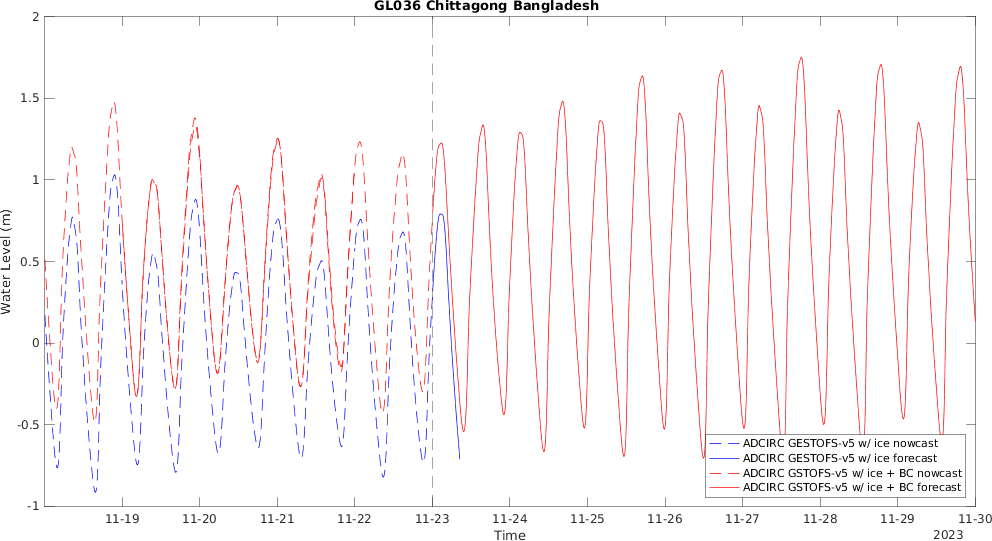 GL036 Chittagong Bangladesh
2
1.5
1
0.5
0
-0.5
-1
Water Level (m)
11-19
11-20
11-21
11-22
11-23
11-24
11-25
11-26
11-27
11-28
11-29
11-30
Time
2023
ADCIRC GESTOFS-v5 w/ ice nowcast
ADCIRC GESTOFS-v5 w/ ice forecast
ADCIRC GSTOFS-v5 w/ ice + BC nowcast
ADCIRC GSTOFS-v5 w/ ice + BC forecast